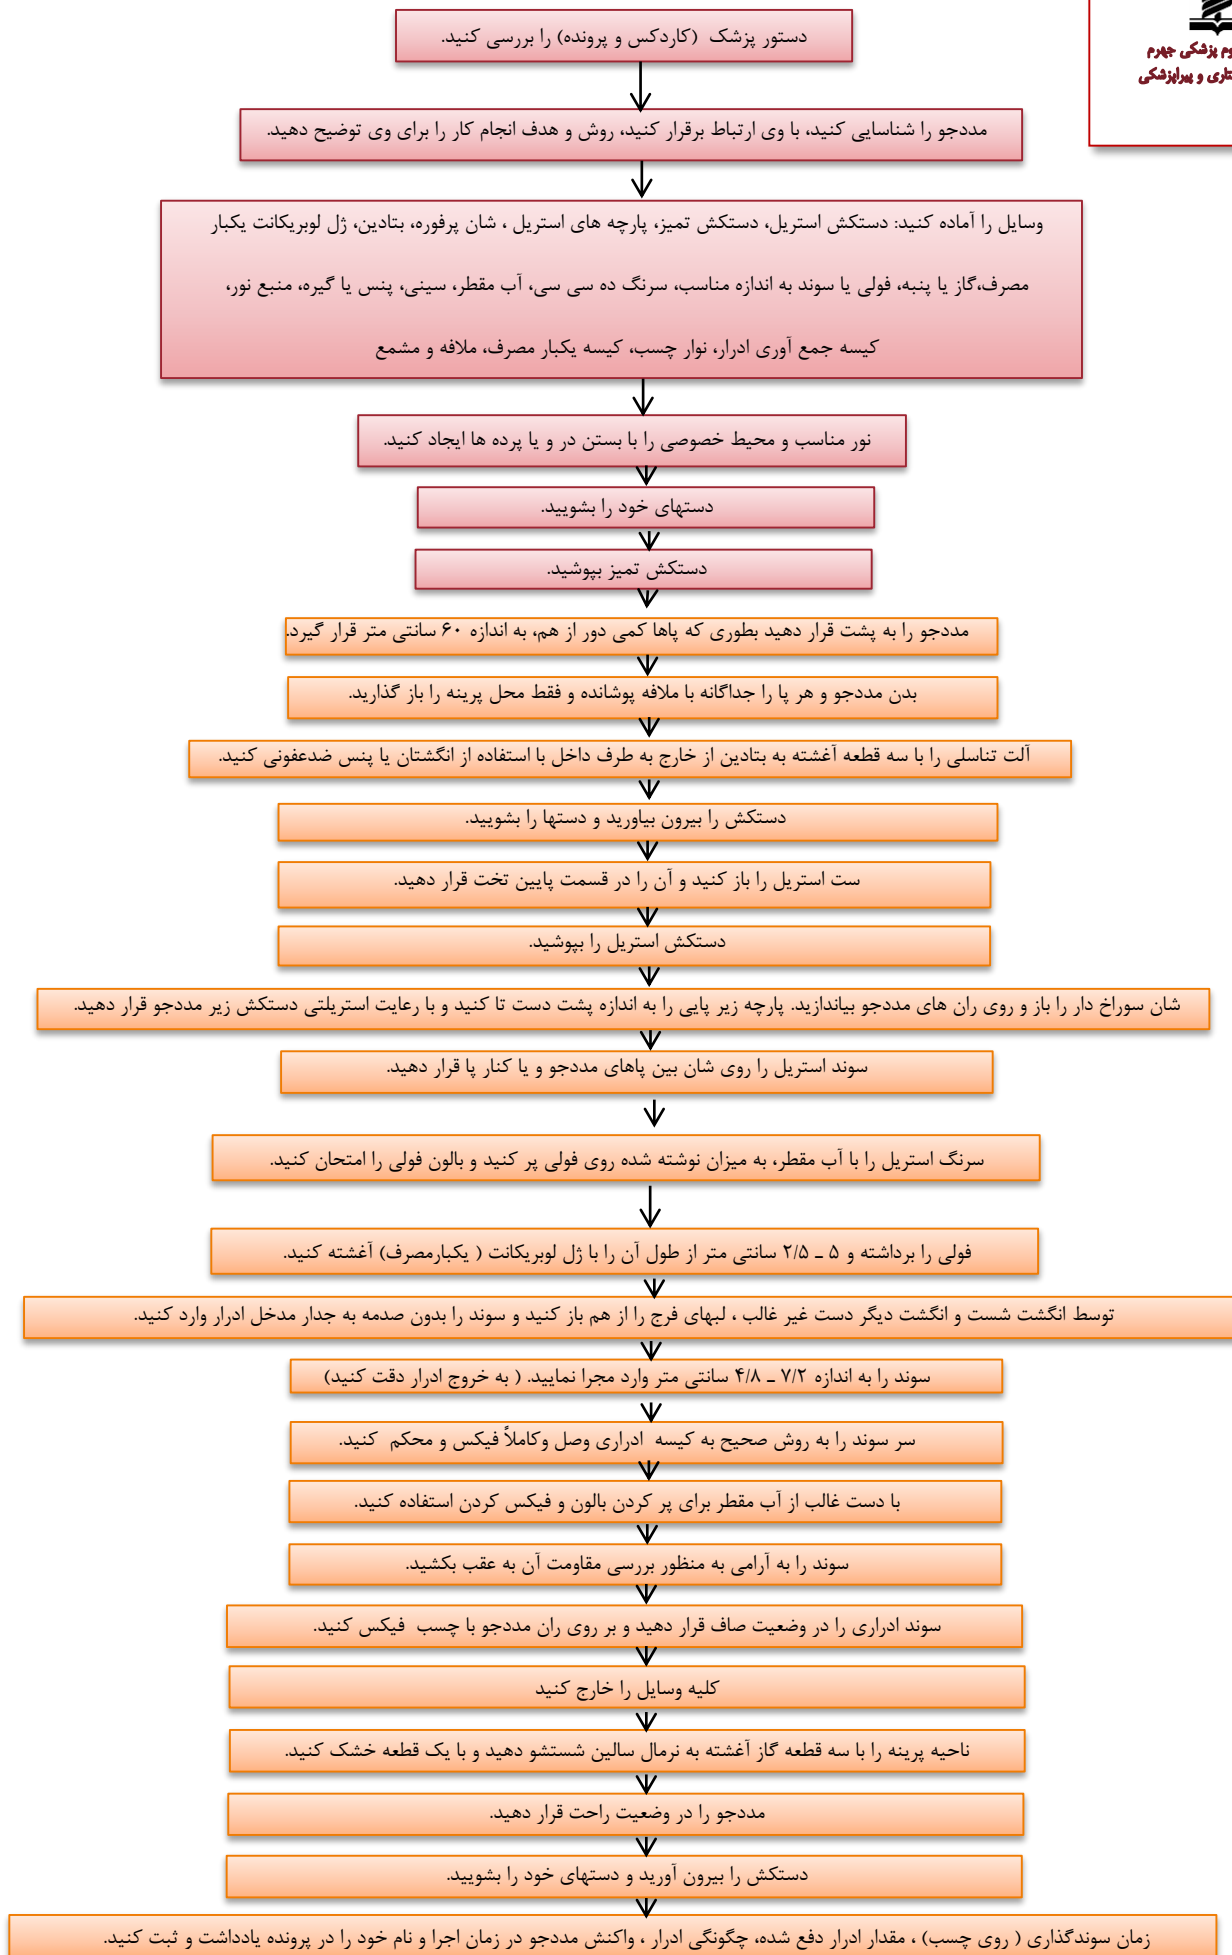 وم پزشکی جهرم
تاری و پیراپزشکی
دستور پزشک (کاردکس و پرونده) را بررسی کنید.
مددجو را شناسایی کنید، با وی ارتباط برقرار کنید، روش و هدف انجام کار را برای وی توضیح دهید.
وسایل را آماده کنید: دستکش استریل، دستکش تمیز، پارچه های استریل ، شان پرفوره، بتادین، ژل لوبریکانت یکبار
مصرف،گاز یا پنبه، فولی یا سوند به اندازه مناسب، سرنگ ده سی سی، آب مقطر، سینی، پنس یا گیره، منبع نور،
کیسه جمع آوری ادرار، نوار چسب، کیسه یکبار مصرف، ملافه و مشمع
نور مناسب و محیط خصوصی را با بستن در و یا پرده ها ایجاد کنید.
دستهای خود را بشویید.
دستکش تمیز بپوشید.
مددجو را به پشت قرار دهید بطوری که پاها کمی دور از هم، به اندازه ۶۰ سانتی متر قرار گیرد.
بدن مددجو و هر پا را جداگانه با ملافه پوشانده و فقط محل پرینه را باز گذارید.
آلت تناسلی را با سه قطعه آغشته به بتادین از خارج به طرف داخل با استفاده از انگشتان یا پنس ضدعفونی کنید.
دستکش را بیرون بیاورید و دستها را بشویید.
ست استریل را باز کنید و آن را در قسمت پایین تخت قرار دهید.
دستکش استریل را بپوشید.
شان سوراخ دار را باز و روی ران های مددجو بیاندازید. پارچه زیر پایی را به اندازه پشت دست تا کنید و با رعایت استریلتی دستکش زیر مددجو قرار دهید.
سوند استریل را روی شان بین پاهای مددجو و یا کنار پا قرار دهید.
سرنگ استریل را با آب مقطر، به میزان نوشته شده روی فولی پر کنید و بالون فولی را امتحان کنید.
فولی را برداشته و ۵ ـ ۲/۵ سانتی متر از طول آن را با ژل لوبریکانت ( یکبارمصرف) آغشته کنید.
توسط انگشت شست و انگشت دیگر دست غیر غالب ، لبهای فرج را از هم باز کنید و سوند را بدون صدمه به جدار مدخل ادرار وارد کنید.
سوند را به اندازه ۷/۲ ـ ۴/۸ سانتی متر وارد مجرا نمایید. ( به خروج ادرار دقت کنید)
سر سوند را به روش صحیح به کیسه ادراری وصل وکاملاً فیکس و محکم کنید.
با دست غالب از آب مقطر برای پر کردن بالون و فیکس کردن استفاده کنید.
سوند را به آرامی به منظور بررسی مقاومت آن به عقب بکشید.
سوند ادراری را در وضعیت صاف قرار دهید و بر روی ران مددجو با چسب فیکس کنید.
کلیه وسایل را خارج کنید
ناحیه پرینه را با سه قطعه گاز آغشته به نرمال سالین شستشو دهید و با یک قطعه خشک کنید.
مددجو را در وضعیت راحت قرار دهید.
دستکش را بیرون آورید و دستهای خود را بشویید.
زمان سوندگذاری ( روی چسب) ، مقدار ادرار دفع شده، چگونگی ادرار ، واکنش مددجو در زمان اجرا و نام خود را در پرونده یادداشت و ثبت کنید.